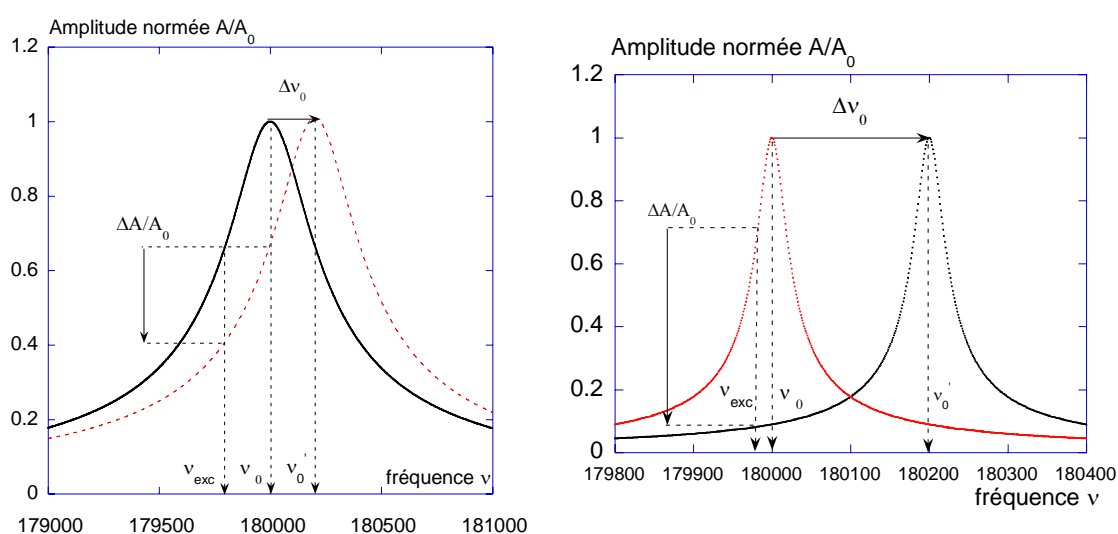 Amplitude normée A/A0
1.2
1
0.8
0.6
0.4
0.2
0
Δν0
ΔA/A0
νexc
ν0
ν0'
fréquence ν
179000
179500
180000
180500
181000
Amplitude normée A/A0
1.2
1
0.8
0.6
0.4
0.2
0
Δν0
ΔA/A0
νexc
ν0
ν0'
179800
179900
180000
180100
180200
180300
180400
fréquence ν